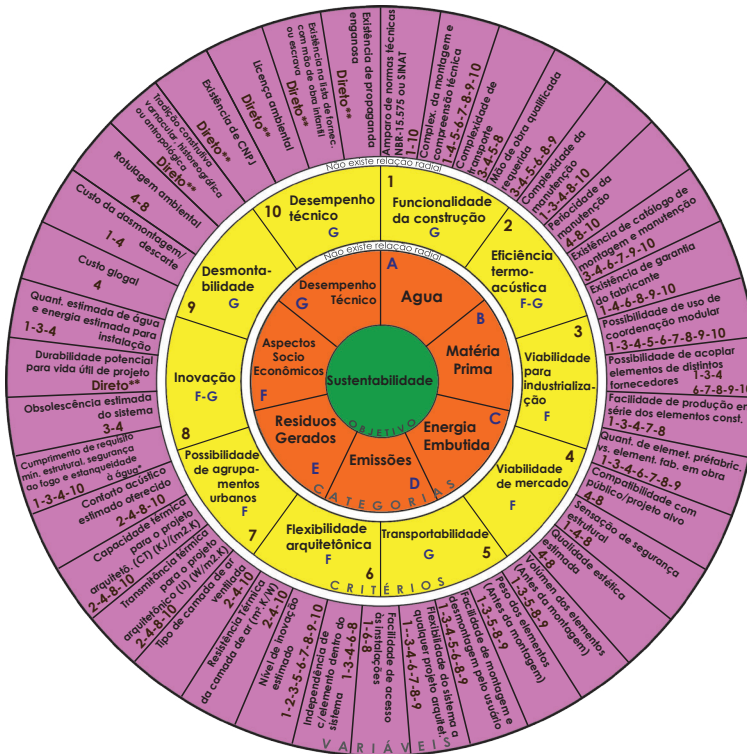 Sustentabilidade
OBJETIVO
A
Agua
B
Matéria
Prima
C
Energia
Embutida
D
Emissões
E
Residuos
Gerados
F
Aspectos
Socio
Econômicos
G
Desempenho
Técnico
CATEGORIAS
Não existe relação radial
1
Funcionalidade
da construção
G
2
Eficiência
termo-
acústica
F-G
3
Viabilidade
para
industrializa-
ção
F
4
Viabilidade
de mercado
F
5
Transportabilidade
G
6
Flexibilidade
arquitetônica
F
7
Possibilidade
de agrupa-
mentos
urbanos
F
8
Inovação
F-G
9
Desmonta-
bilidade
G
10
Desempenho
técnico
G
CRITÉRIOS
Não existe relação radial
Amparo de normas técnicas
NBR-15.575 ou SINAT
1-10
Complex. da montagem e
compreensão técnica
1-4-5-6-7-8-9-10
Complexidade de
transporte
3-4-5-8
Mão de obra qualificada
requerida
3-4-5-6-8-9
Complexidade da
manutenção
1-3-4-8-10
Periocidade da
manutenção
4-8-10
Existência de catálogo de
montagem e manutenção
3-4-6-7-9-10
Existência de garantia
do fabricante
1-4-6-8-9-10
Possibilidade de uso de
coordenação modular
1-3-4-5-6-7-8-9-10
Possibilidade de acopiar
elementos de distintos
fornecedores
1-3-4
6-7-8-9-10
Facilidade de produção em
série dos elementos const.
1-3-4-7-8
Quant. de elemet. préfabric.
vs. element. fab. em obra
1-3-4-6-7-8-9
Compatibilidade com
público/projeto alvo
4-8
Sensação de segurança
estrutural
1-4-8
Qualidade estética
estimada
4-8
Volúmen dos elementos
(Antes da montagem)
1-3-5-8-9
Peso dos elementos
(Antes da montagem)
1-3-5-8-9
Facilidade de montagem e
desmontagem pelo usuário
1-3-4-5-6-8-9
Flexibilidade do sistema a
qualquer projeto arquitet.
1--3-4-6-7-8-9
Facilidade de acesso
às instalações
1-6-8
Independência de
c/elemento dentro do
sistema 1-3-4-6-8
Nível de inovação
estimado
1-2-3-5-6-7-8-9-10
Resistência térmica
da camada de ar (m².K/W)
2-4-10
Tipo de camada de ar
ventilada
2-4-10
Transmitância térmica
para o projeto
arquitetônico (U) (W/m2.K)
2-4-8-10
Capacidade térmica
para o projeto
arquitetô. (CT) (KJ/(m2.K)
2-4-8-10
Conforto acústico
estimado oferecido
2-4-8-10
Cumprimento de requisito
min. estrutural, segurança
ao logo e estanqueidade
à água*
1-3-4-10
Obsolescência estimada
do sistema
3-4
Durabilidade potencial
para vida útil de projeto
Direto**
Quant. estimada de água
e energia estimada para
instalação
1-3-4
Custo glogal
4
Custo da dasmontagem/
descarte
1-4
Rotulagem ambiental
4-8
Tradição construtiva
varnacular historeográfica
ou antropológica
Direto**
Existência de CNPJ
Direto**
Licença ambiental
Direto**
Existência na lista de fornec.
com mão de obra infantil
ou escrava
Direto**
Existência de propaganda
enganosa
Direto**
VARIÁVEIS